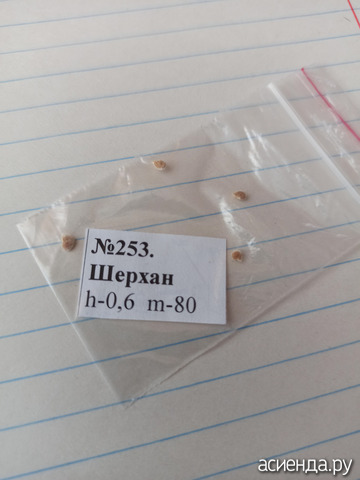 №253.
Шерхан
h-0,6 m-80
асиенда.ру